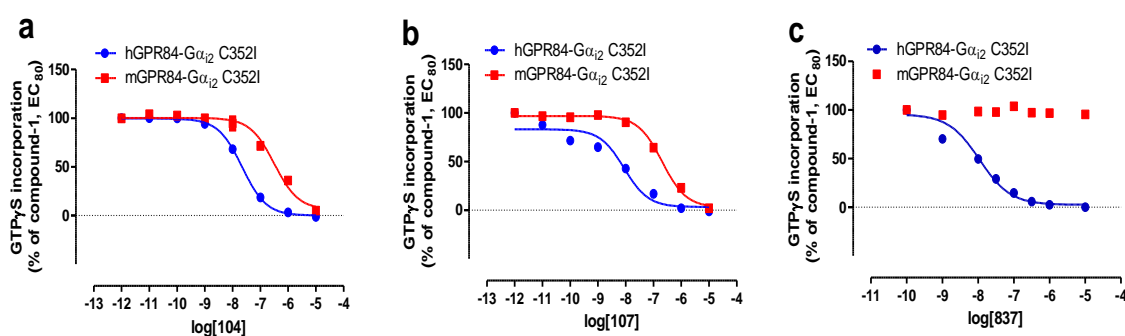 a
hGPR84-Gαi2 C352I
mGPR84-Gαi2 C352I
GTPγS incorporation
(% of compound-1, EC80)
150
100
50
0
-13 -12 -11 -10 -9 -8 -7 -6 -5 -4
log[104]
b
hGPR84-Gαi2 C352I
mGPR84-Gαi2 C352I
GTPγS incorporation
(% of compound-1, EC80)
150
100
50
0
-13 -12 -11 -10 -9 -8 -7 -6 -5 -4
log[107]
c
hGPR84-Gαi2 C352I
mGPR84-Gαi2 C352I
GTPγS incorporation
(% of compound-1, EC80)
150
100
50
0
-11 -10 -9 -8 -7 -6 -5 -4
log[837]